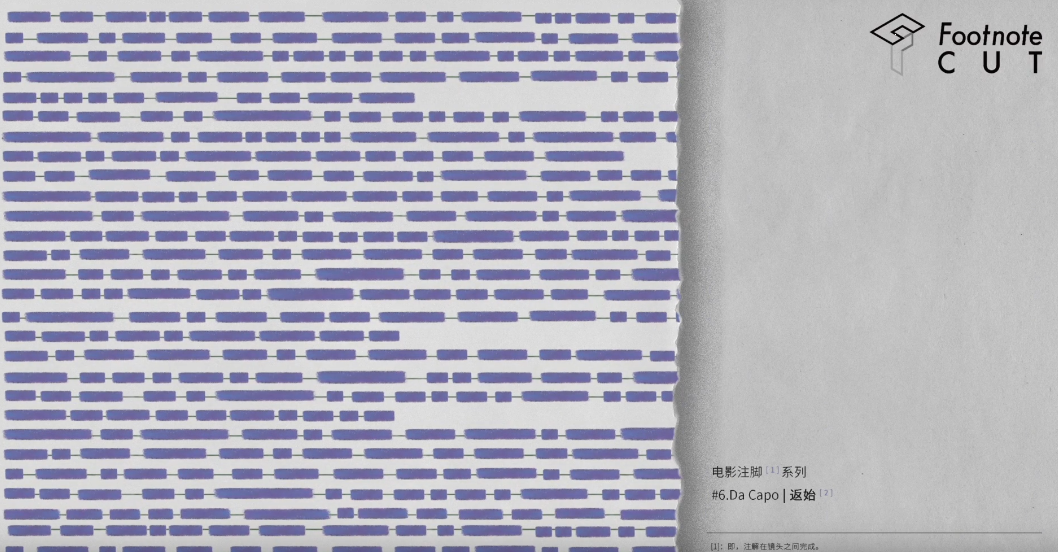 Footnote
CUT
电影注脚[1]系列
#6.Da Capo | 返始[2]
[1]：即，注解在镜头之间完成。